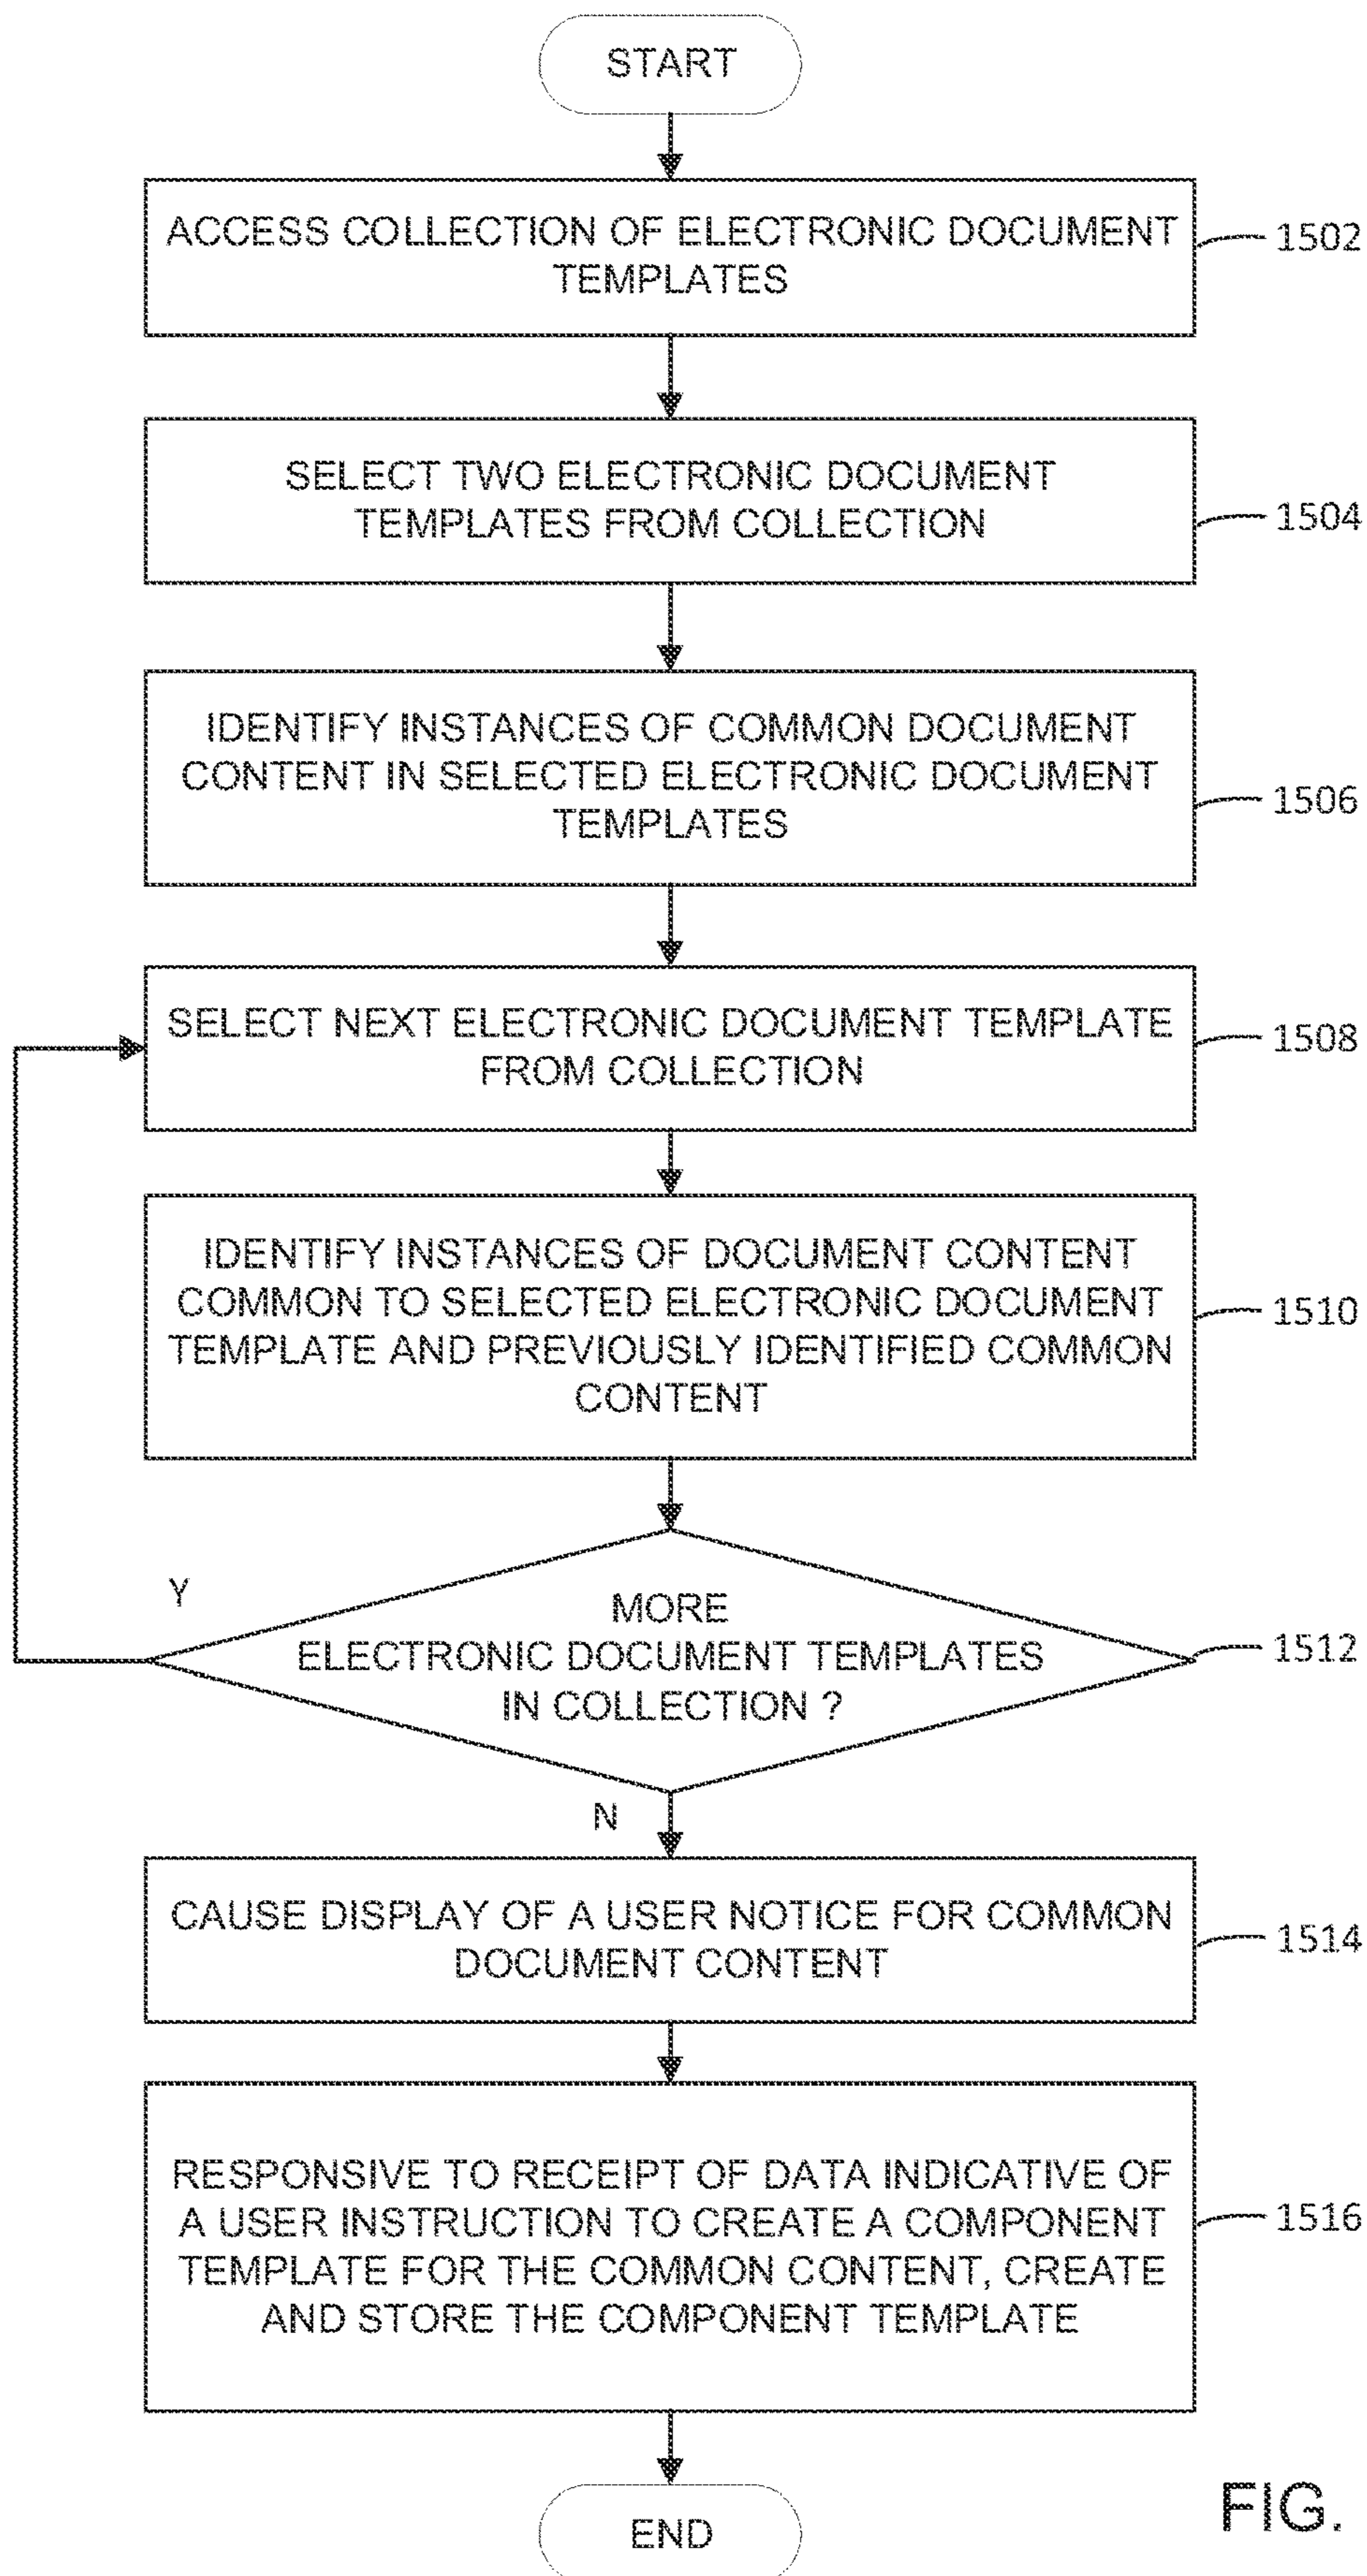 START
ACCESS COLLECTION OF ELECTRONIC DOCUMENT
TEMPLATES
1502
SELECT TWO ELECTRONIC DOCUMENT
TEMPLATES FROM COLLECTION
1504
IDENTIFY INSTANCES OF COMMON DOCUMENT
CONTENT IN SELECTED ELECTRONIC DOCUMENT
TEMPLATES
1506
SELECT NEXT ELECTRONIC DOCUMENT TEMPLATE
FROM COLLECTION
1508
IDENTIFY INSTANCES OF DOCUMENT CONTENT
COMMON TO SELECTED ELECTRONIC DOCUMENT
TEMPLATE AND PREVIOUSLY IDENTIFIED COMMON
CONTENT
1510
Y
MORE
ELECTRONIC DOCUMENT TEMPLATES
IN COLLECTION ?
1512
N
CAUSE DISPLAY OF A USER NOTICE FOR COMMON
DOCUMENT CONTENT
1514
RESPONSIVE TO RECEIPT OF DATA INDICATIVE OF
A USER INSTRUCTION TO CREATE A COMPONENT
TEMPLATE FOR THE COMMON CONTENT, CREATE
AND STORE THE COMPONENT TEMPLATE
1516
END
FIG.